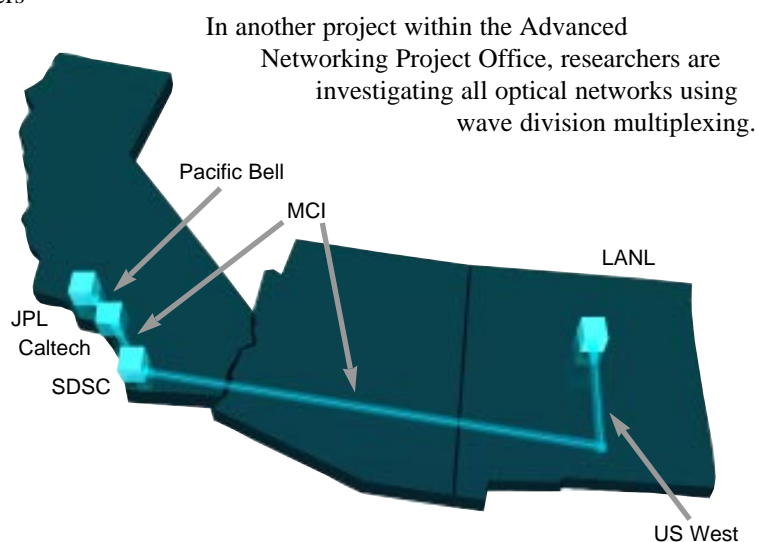 ers
In another project within the Advanced
Networking Project Office, researchers are
investigating all optical networks using
wave division multiplexing.
Pacific Bell
MCI
LANL
JPL
Caltech
SDSC
US West